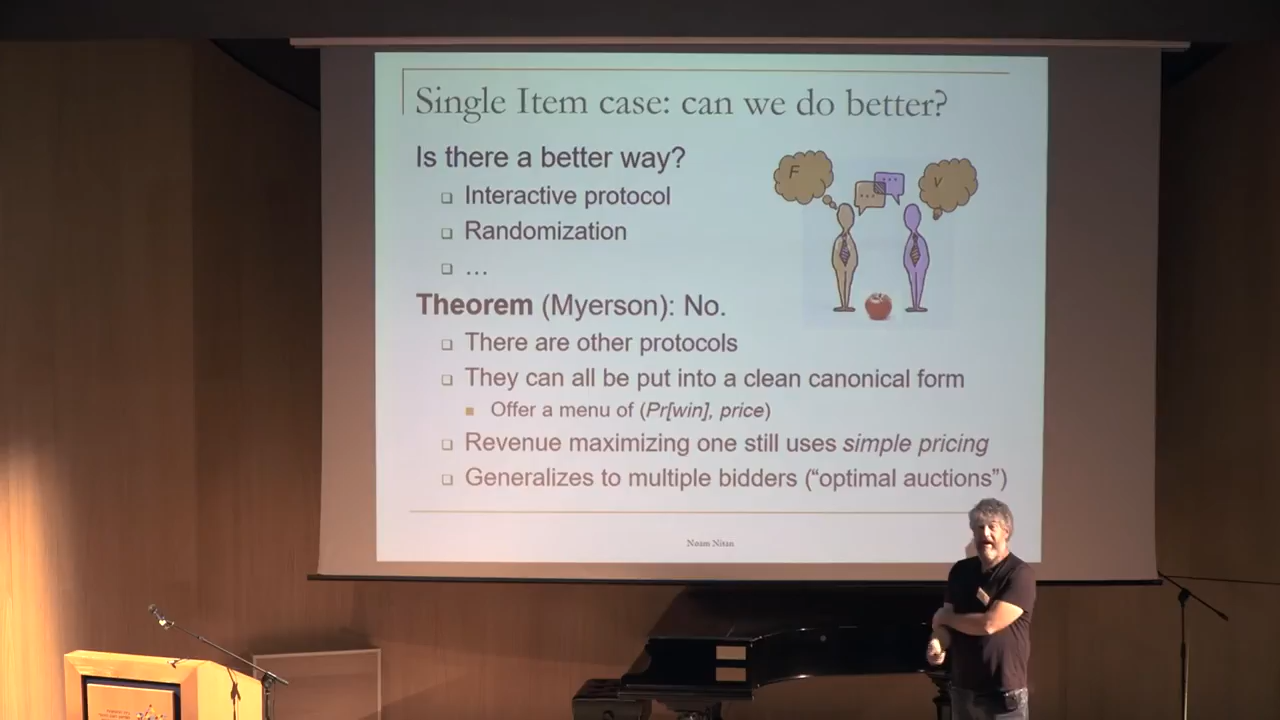 Single Item case: can we do better?
Is there a better way?
Interactive protocol
Randomization
…
F
V
Theorem (Myerson): No.
There are other protocols
They can all be put into a clean canonical form
Offer a menu of (Pr[win], price)
Revenue maximizing one still uses simple pricing
Generalizes to multiple bidders (“optimal auctions”)
Noam Nisan